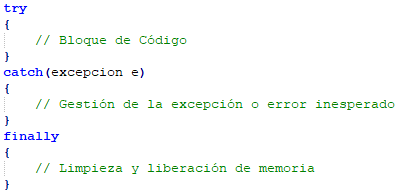 try
{
// Bloque de Código
}
catch(excepcion e)
{
// Gestión de la excepción o error inesperado
}
finally
{
// Limpieza y liberación de memoria
}